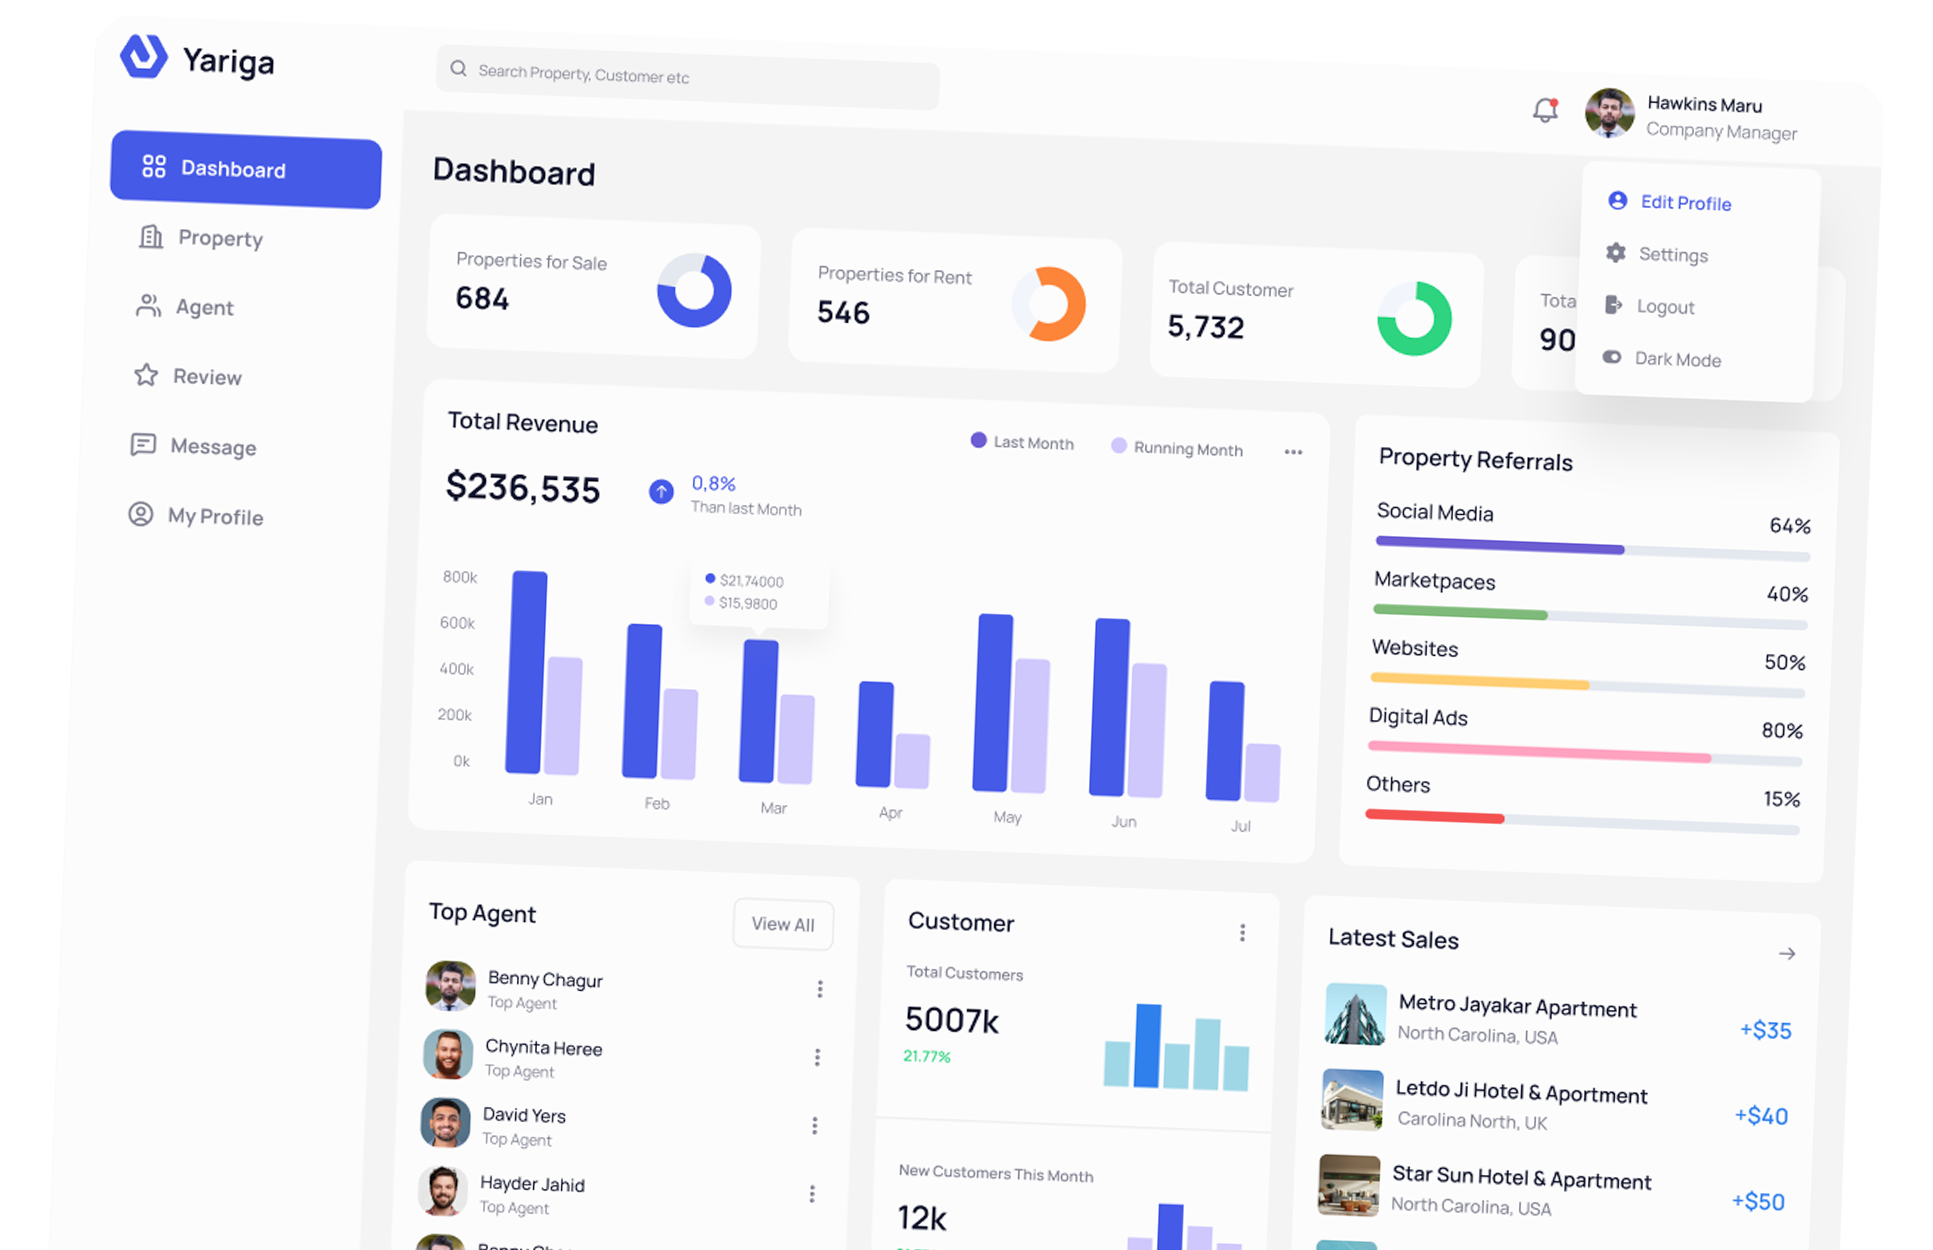 Yariga
Search Property, Customer etc
Hawkins Maru
Company Manager
Dashboard
Property
Agent
Review
Message
My Profile
Dashboard
Properties for Sale
684
Properties for Rent
546
Total Customer
5,732
Tota
90
Edit Profile
Settings
Logout
Dark Mode
Total Revenue
Last Month
Running Month
$236,535
0,8%
Than last Month
$21,74000
$15,9800
800k
600k
400k
200k
0k
Jan
Feb
Mar
Apr
May
Jun
Jul
Property Referrals
Social Media
64%
Marketpaces
40%
Websites
50%
Digital Ads
80%
Others
15%
Top Agent
View All
Benny Chagur
Top Agent
Chynita Heree
Top Agent
David Yers
Top Agent
Hayder Jahid
Top Agent
Customer
Total Customers
5007k
21.77%
New Customers This Month
12k
Latest Sales
Metro Jayakar Apartment
North Carolina, USA
+$35
Letdo Ji Hotel & Aportment
Carolina North, UK
+$40
Star Sun Hotel & Apartment
North Carolina, USA
+$50